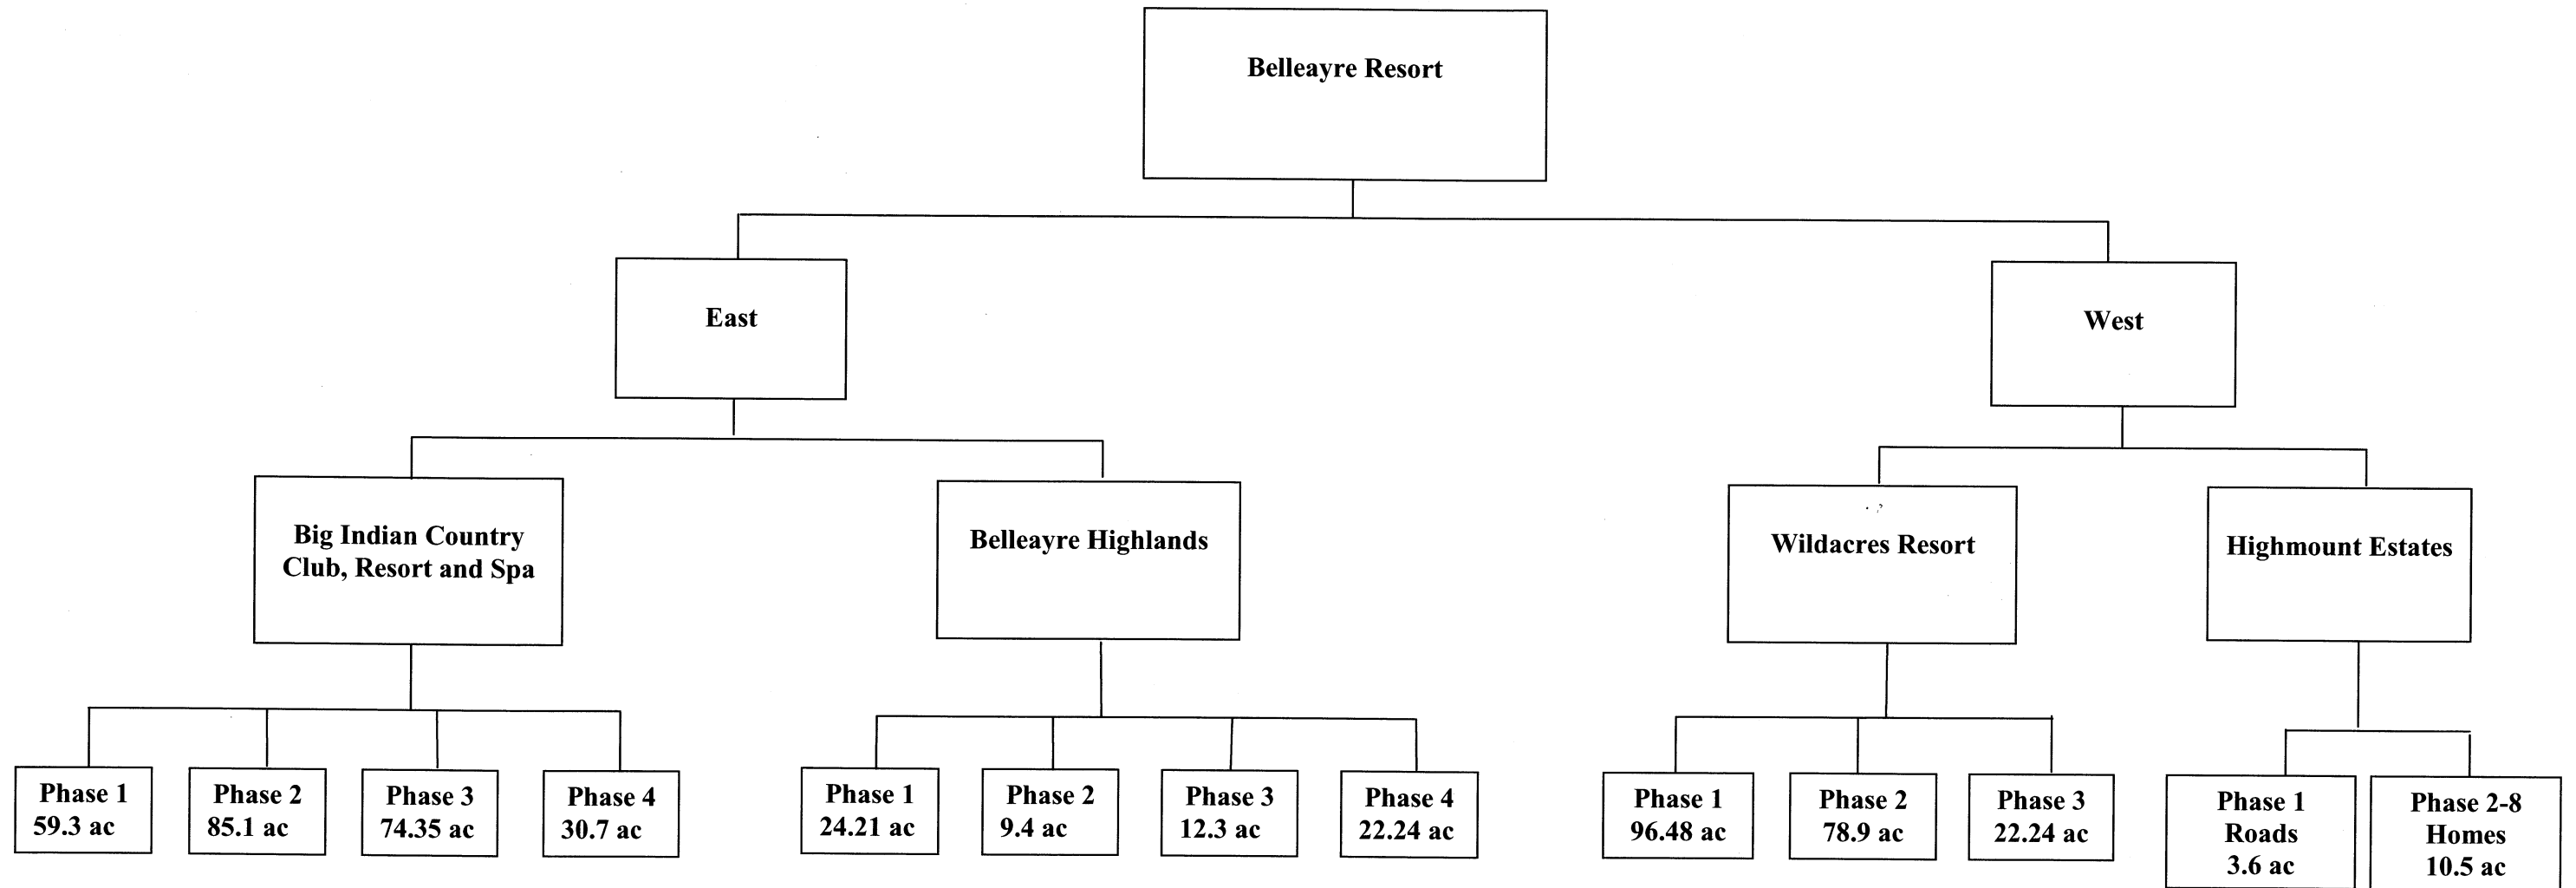 Belleayre Resort
East
West
Big Indian Country
Club, Resort and Spa
Belleayre Highlands
Wildacres Resort
Highmount Estates
Phase 1
59.3 ac
Phase 2
85.1 ac
Phase 3
74.35 ac
Phase 4
30.7 ac
Phase 1
24.21 ac
Phase 2
9.4 ac
Phase 3
12.3 ac
Phase 4
22.24 ac
Phase 1
96.48 ac
Phase 2
78.9 ac
Phase 3
22.24 ac
Phase 1
Roads
3.6 ac
Phase 2-8
Homes
10.5 ac